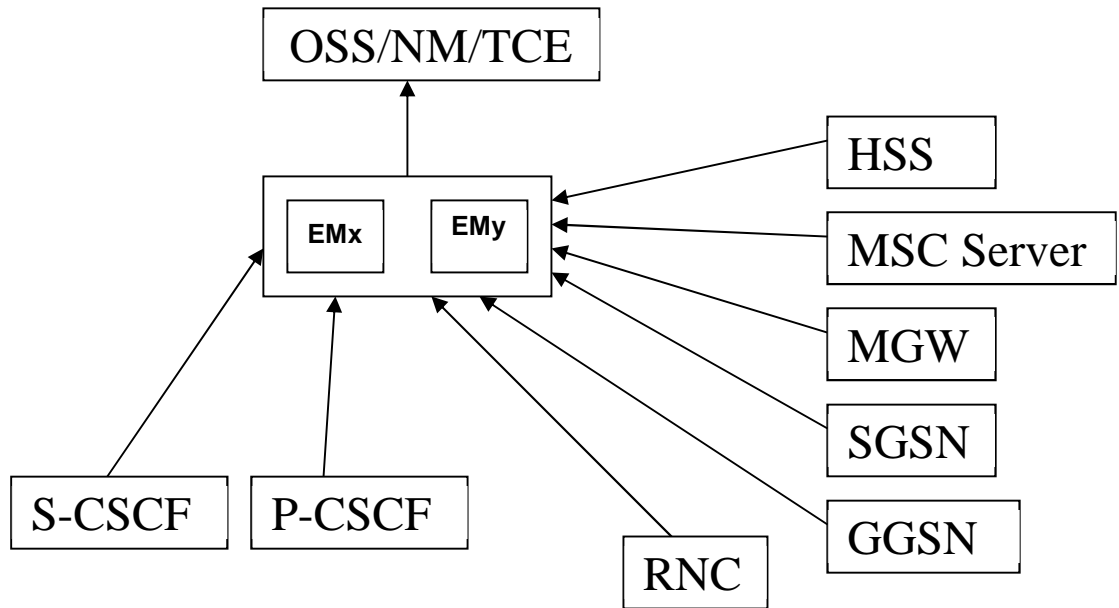 OSS/NM/TCE
HSS
EMx
EMy
MSC Server
MGW
SGSN
S-CSCF
P-CSCF
GGSN
RNC